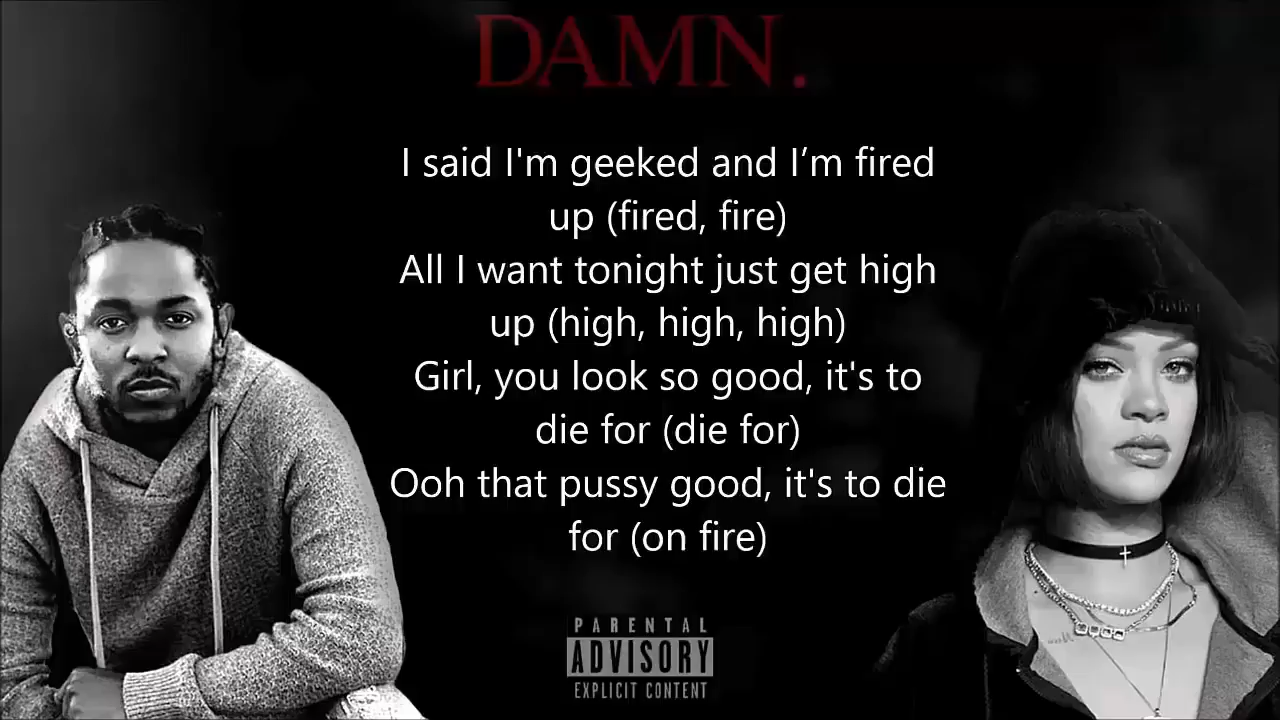 DAMN.
I said I'm geeked and I’m fired
up (fired, fire)
All I want tonight just get high
up (high, high, high)
Girl, you look so good, it's to
die for (die for)
Ooh that pussy good, it's to die
for (on fire)
PARENTAL
ADVISORY
EXPLICIT CONTENT